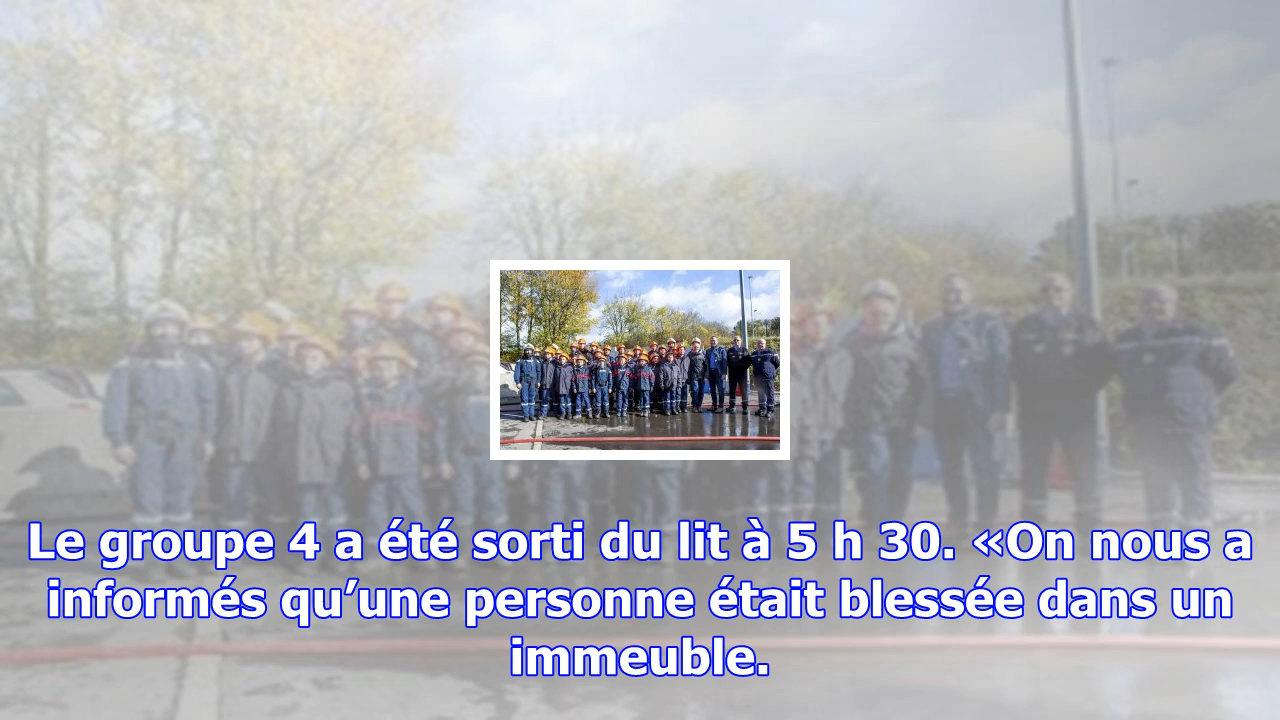 Le groupe 4 a été sorti du lit à 5 h 30. «On nous a
informés qu’une personne était blessée dans un
immeuble.